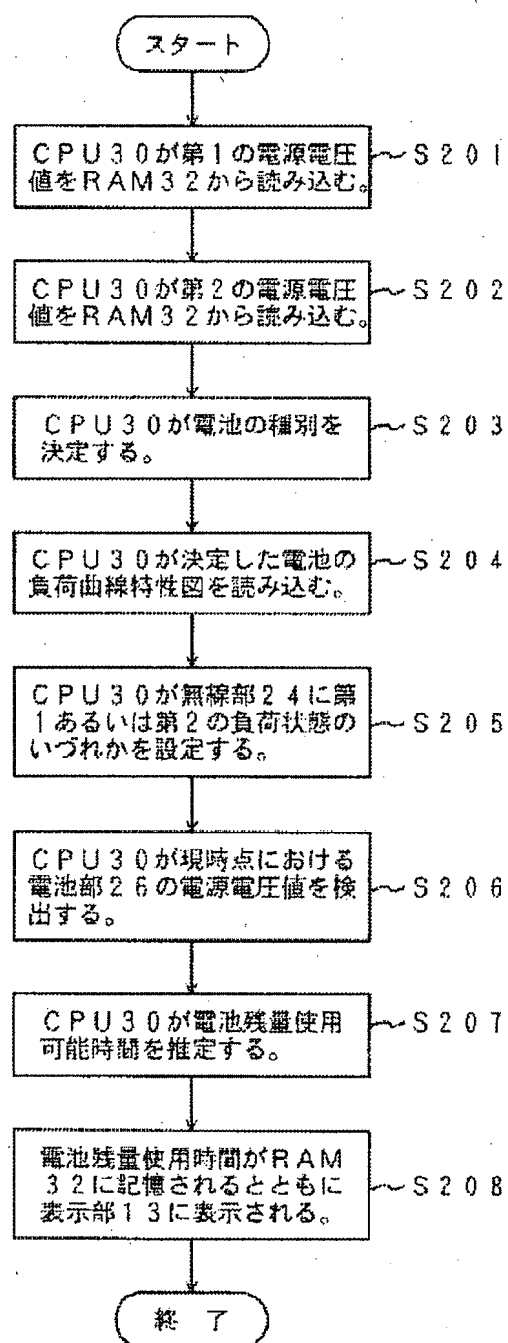 スタート
CPU30が第1の電源電圧 S201
値をRAM32から読み込む。
CPU30が第2の電源電圧 S202
値をRAM32から読み込む。
CPU30が電池の種別を S203
決定する。
CPU30が決定した電池の S204
負荷曲線特性図を読み込む。
CPU30が無線部24に第
1あるいは第2の負荷状態の S205
いづれかを設定する。
CPU30が現時点における
電池部26の電源電圧値を検 S206
出する。
CPU30が電池残量使用 S207
可能時間を推定する。
電池残量使用時間がRAM
32に記憶されるとともに S208
表示部13に表示される。
終 了